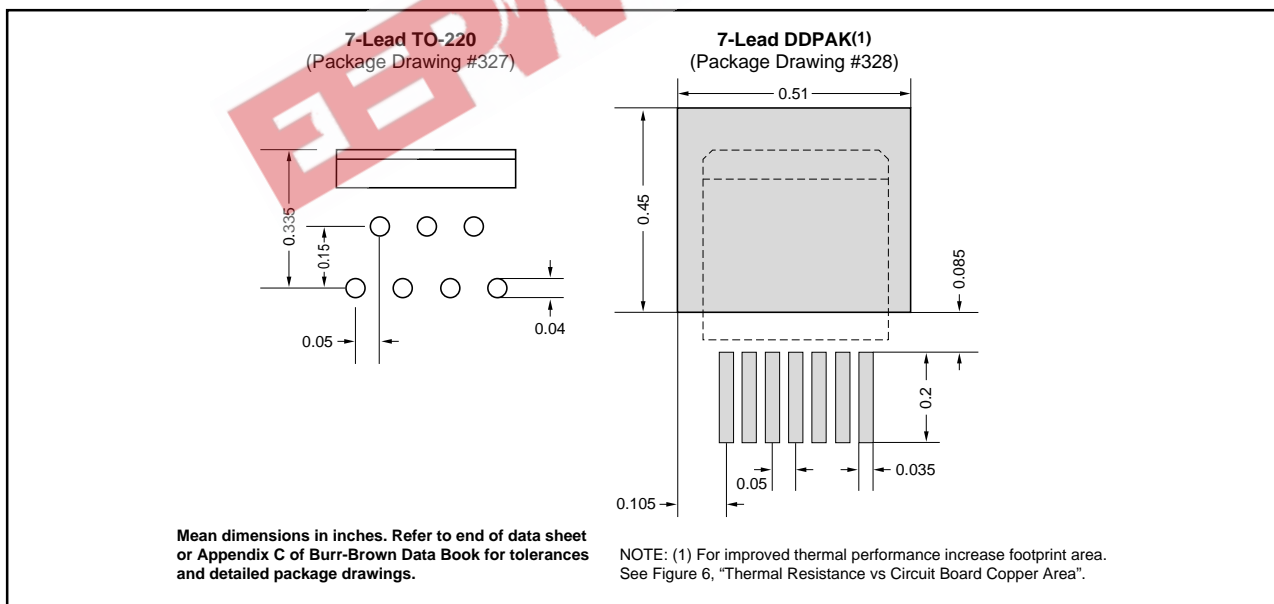 7-Lead TO-220
(Package Drawing #327)
0.335
0.15
0.05
0.04
Mean dimensions in inches. Refer to end of data sheet
or Appendix C of Burr-Brown Data Book for tolerances
and detailed package drawings.
7-Lead DDPAK(1)
(Package Drawing #328)
0.51
0.45
0.085
0.2
0.05
0.035
0.105
NOTE: (1) For improved thermal performance increase footprint area.
See Figure 6, “Thermal Resistance vs Circuit Board Copper Area”.